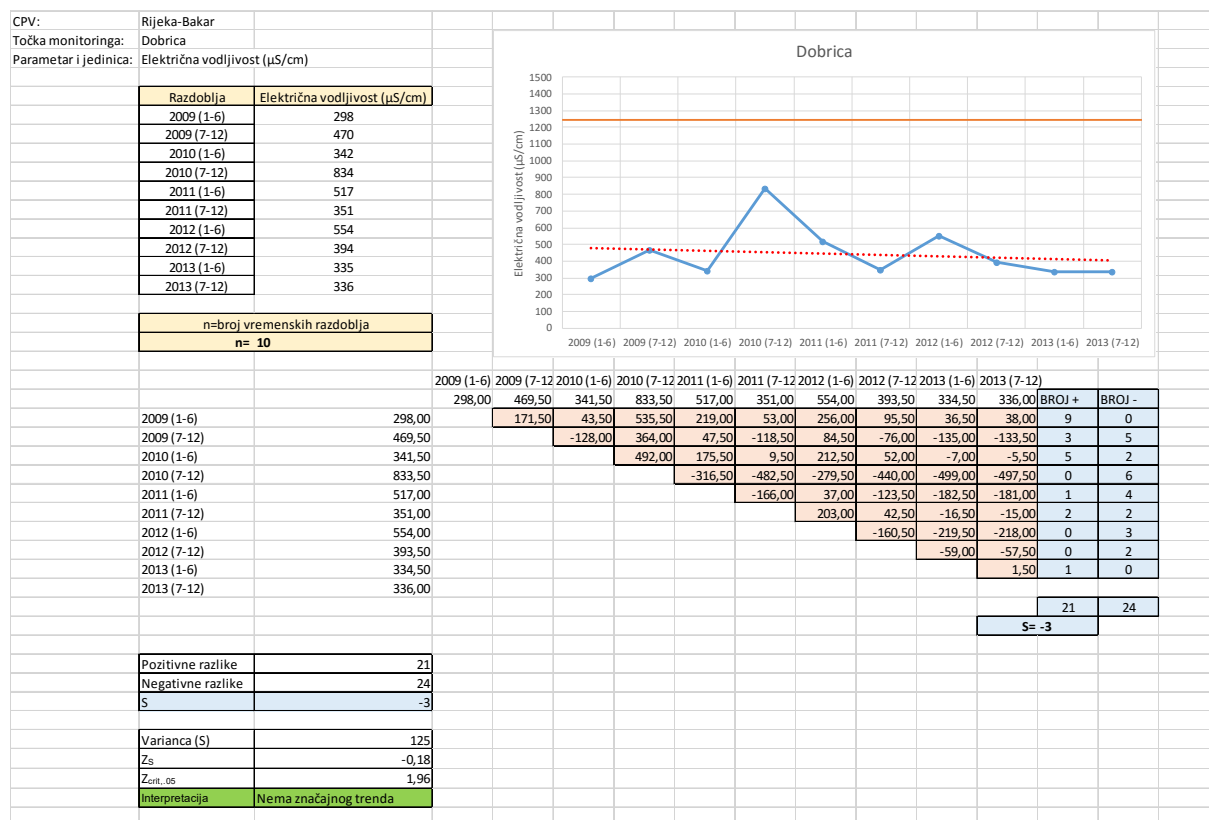 CPV: Rijeka-Bakar
Točka monitoringa: Dobrica
Parametar i jedinica: Električna vodljivost (µS/cm)
Razdoblja Električna vodljivost (µS/cm)
2009 (1-6) 298
2009 (7-12) 470
2010 (1-6) 342
2010 (7-12) 834
2011 (1-6) 517
2011 (7-12) 351
2012 (1-6) 554
2012 (7-12) 394
2013 (1-6) 335
2013 (7-12) 336
n=broj vremenskih razdoblja
n= 10
Dobrica
Električna vodljivost (µS/cm)
1500
1400
1300
1200
1100
1000
900
800
700
600
500
400
300
200
100
0
2009 (1-6) 2009 (7-12) 2010 (1-6) 2010 (7-12) 2011 (1-6) 2011 (7-12) 2012 (1-6) 2012 (7-12) 2013 (1-6) 2013 (7-12)
2009 (1-6) 2009 (7-12 2010 (1-6) 2010 (7-12 2011 (1-6) 2011 (7-12 2012 (1-6) 2012 (7-12 2013 (1-6) 2013 (7-12)
298,00 469,50 341,50 833,50 517,00 351,00 554,00 393,50 334,50 336,00 BROJ + BROJ -
2009 (1-6) 298,00 171,50 43,50 535,50 219,00 53,00 256,00 95,50 36,50 38,00 9 0
2009 (7-12) 469,50 -128,00 364,00 47,50 -118,50 84,50 -76,00 -135,00 -133,50 3 5
2010 (1-6) 341,50 492,00 175,50 9,50 212,50 52,00 -7,00 -5,50 5 2
2010 (7-12) 833,50 -316,50 -482,50 -279,50 -440,00 -499,00 -497,50 0 6
2011 (1-6) 517,00 -166,00 37,00 -123,50 -182,50 -181,00 1 4
2011 (7-12) 351,00 203,00 42,50 -16,50 -15,00 2 2
2012 (1-6) 554,00 -160,50 -219,50 -218,00 0 3
2012 (7-12) 393,50 -59,00 -57,50 0 2
2013 (1-6) 334,50 1,50 1 0
2013 (7-12) 336,00
21 24
S= -3
Pozitivne razlike 21
Negativne razlike 24
S -3
Varianca (S) 125
ZS -0,18
Zcrit,.05 1,96
Interpretacija Nema značajnog trenda